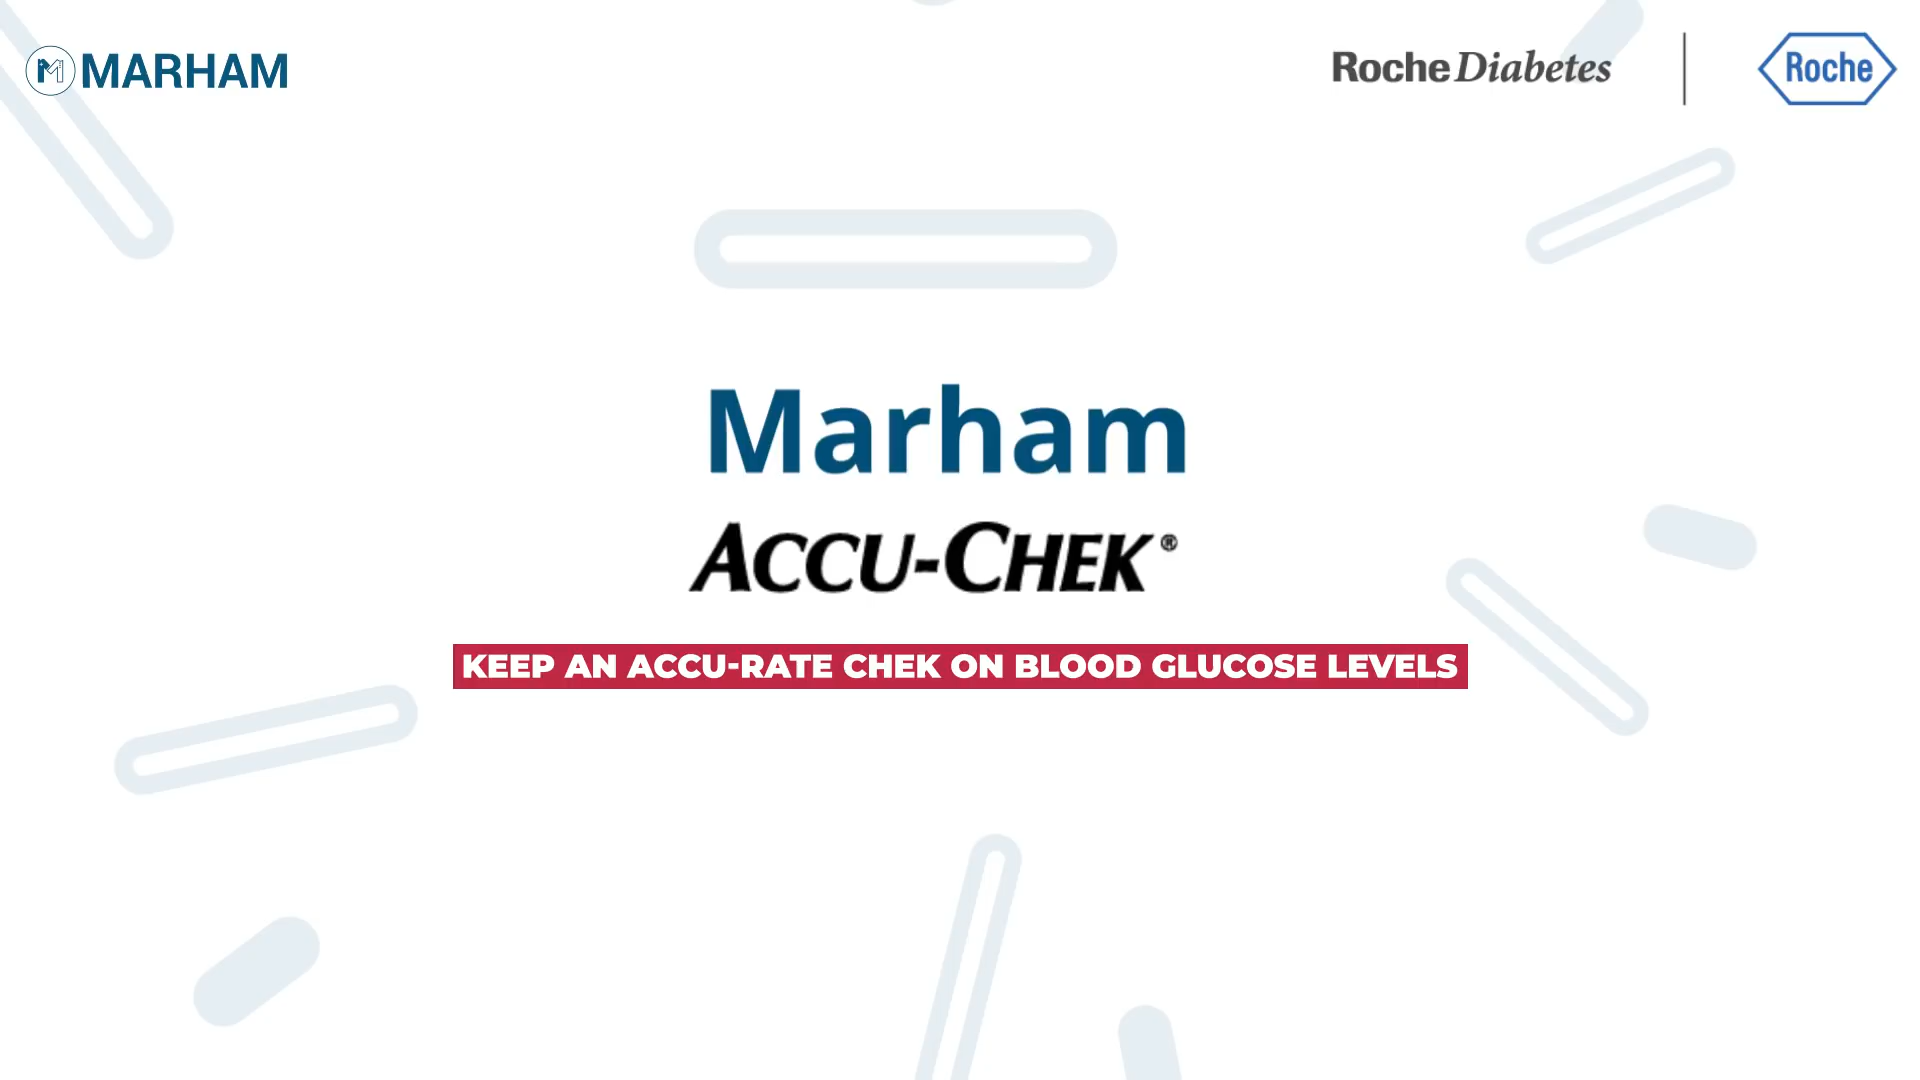 MARHAM
Roche Diabetes
Roche
Marham
ACCU-CHEK®
KEEP AN ACCU-RATE CHEK ON BLOOD GLUCOSE LEVELS